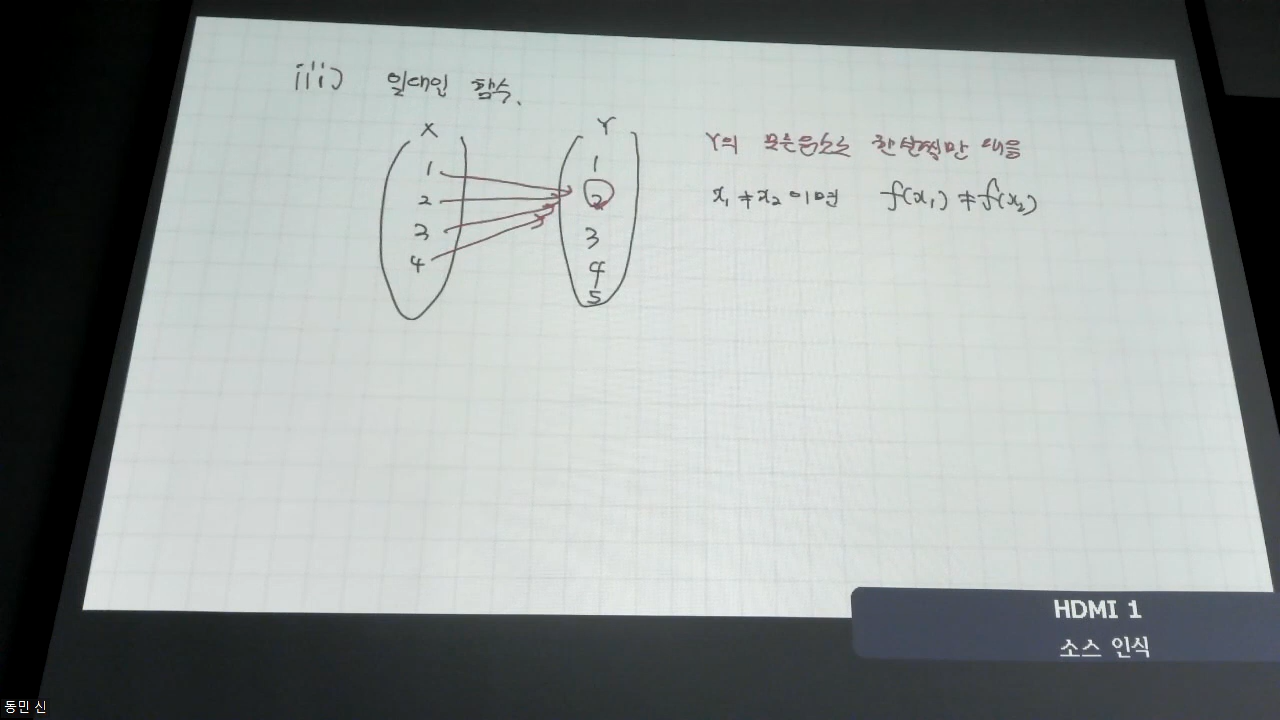 iii) 일대일 함수.
X
1
2
3
4
Y
1
2
3
4
5
Y의 모든 원소는 한 번씩만 대응
x₁ ≠ x₂ 이면 f(x₁) ≠ f(x₂)
HDMI 1
소스 인식
동민 신